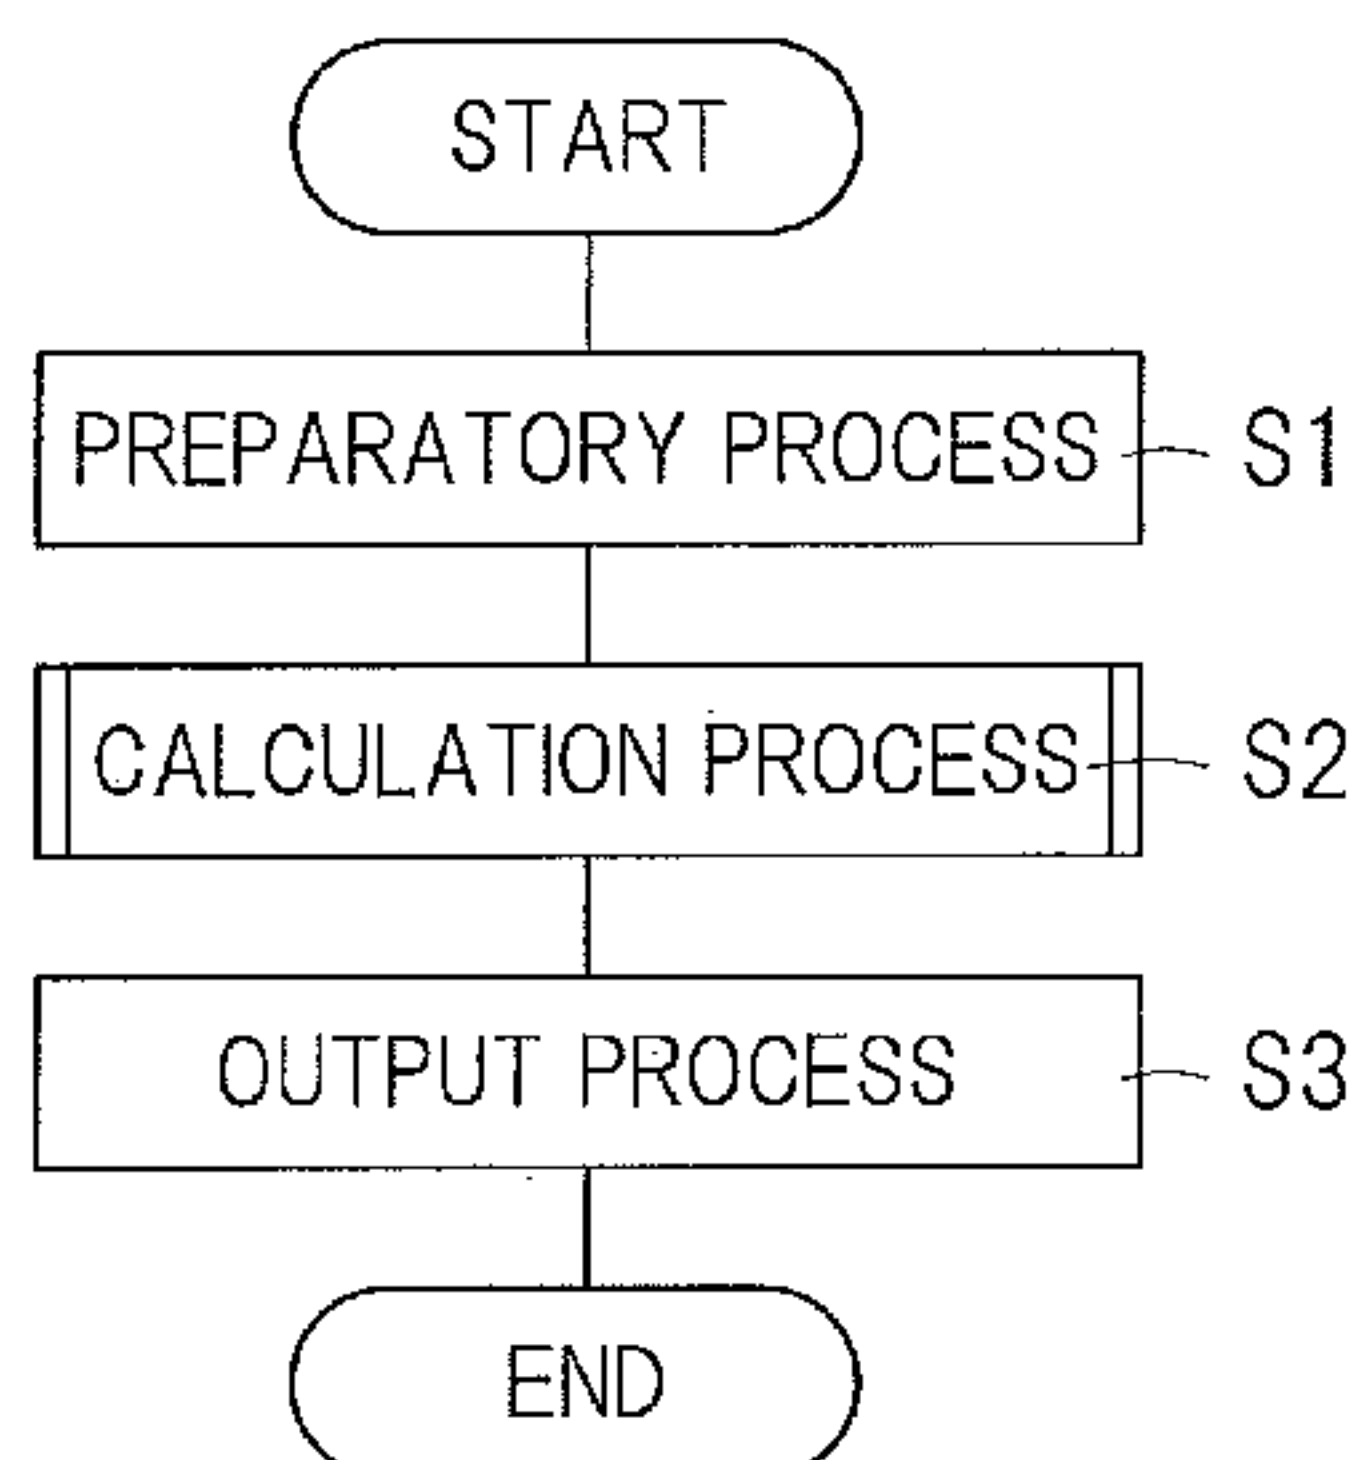 START
PREPARATORY PROCESS S1
CALCULATION PROCESS S2
OUTPUT PROCESS S3
END